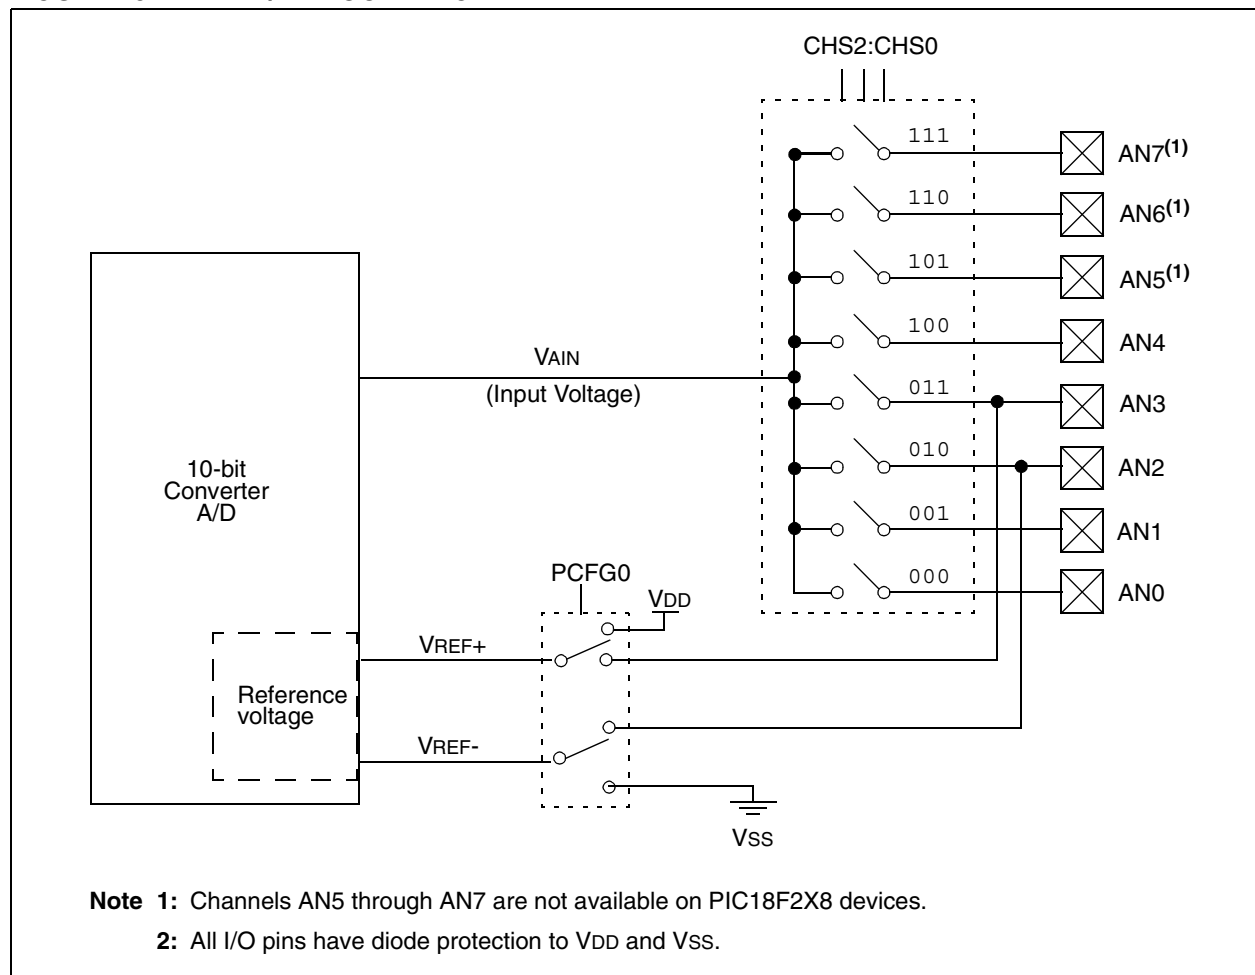 CHS2:CHS0
111
AN7(1)
110
AN6(1)
101
AN5(1)
100
AN4
VAIN
(Input Voltage)
011
AN3
010
AN2
10-bit
Converter
A/D
001
AN1
PCFG0
000
AN0
VDD
VREF+
Reference
voltage
VREF-
VSS
Note 1: Channels AN5 through AN7 are not available on PIC18F2X8 devices.
2: All I/O pins have diode protection to VDD and VSS.